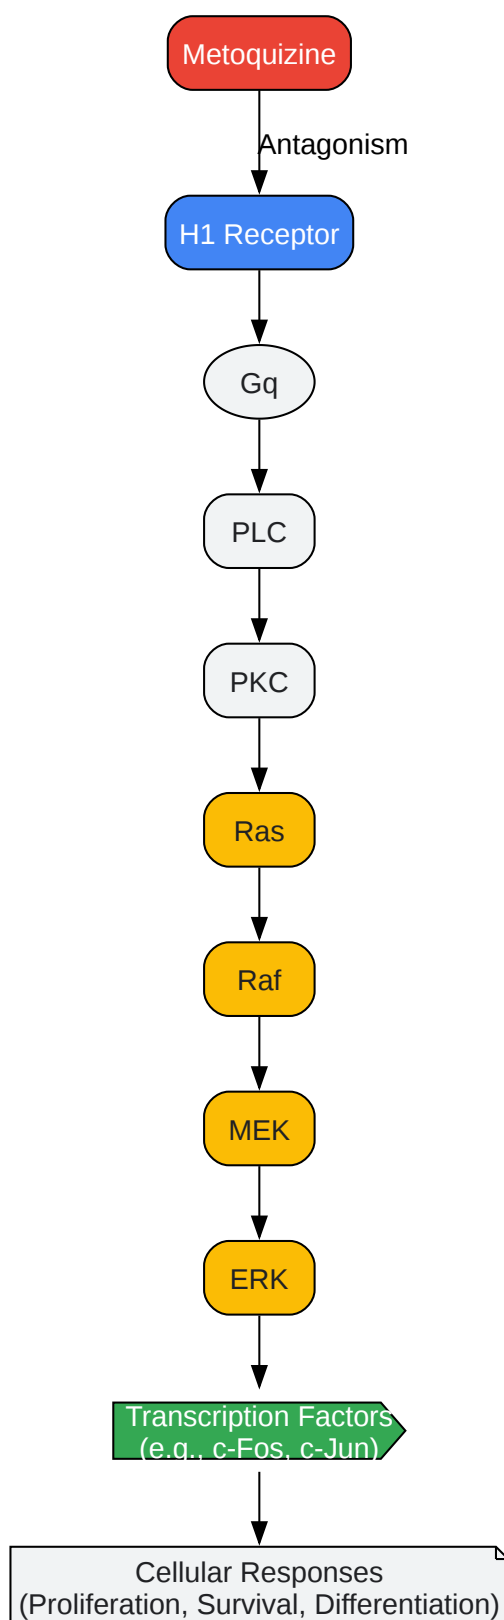 Metoquizine
Antagonism
H1 Receptor
Gq
PLC
PKC
Ras
Raf
MEK
ERK
Transcription Factors
(e.g., c-Fos, c-Jun)
Cellular Responses
(Proliferation, Survival, Differentiation)